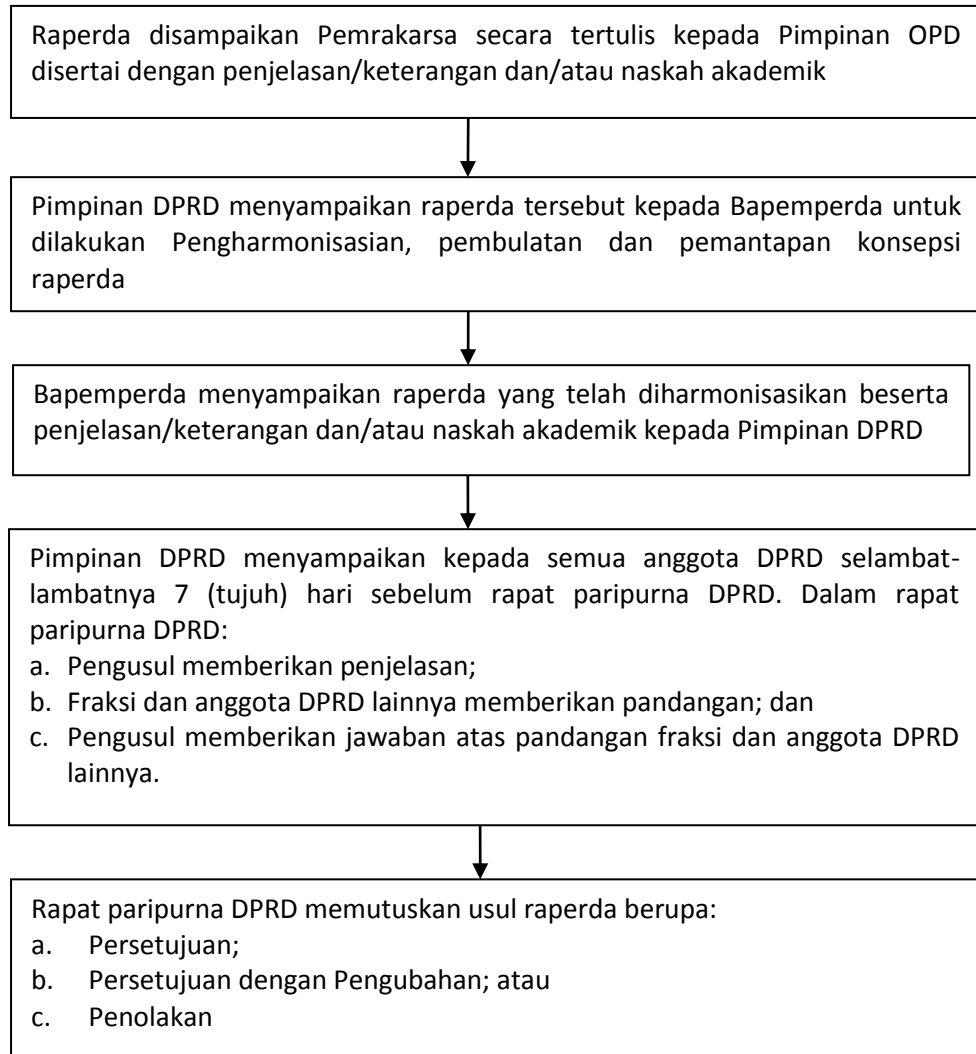 Raperda disampaikan Pemrakarsa secara tertulis kepada Pimpinan OPD
disertai dengan penjelasan/keterangan dan/atau naskah akademik
Pimpinan DPRD menyampaikan raperda tersebut kepada Bapemperda untuk
dilakukan Pengharmonisasian, pembulatan dan pemantapan konsepsi
raperda
Bapemperda menyampaikan raperda yang telah diharmonisasikan beserta
penjelasan/keterangan dan/atau naskah akademik kepada Pimpinan DPRD
Pimpinan DPRD menyampaikan kepada semua anggota DPRD selambat-
lambatnya 7 (tujuh) hari sebelum rapat paripurna DPRD. Dalam rapat
paripurna DPRD:
a. Pengusul memberikan penjelasan;
b. Fraksi dan anggota DPRD lainnya memberikan pandangan; dan
c. Pengusul memberikan jawaban atas pandangan fraksi dan anggota DPRD
lainnya.
Rapat paripurna DPRD memutuskan usul raperda berupa:
a. Persetujuan;
b. Persetujuan dengan Pengubahan; atau
c. Penolakan